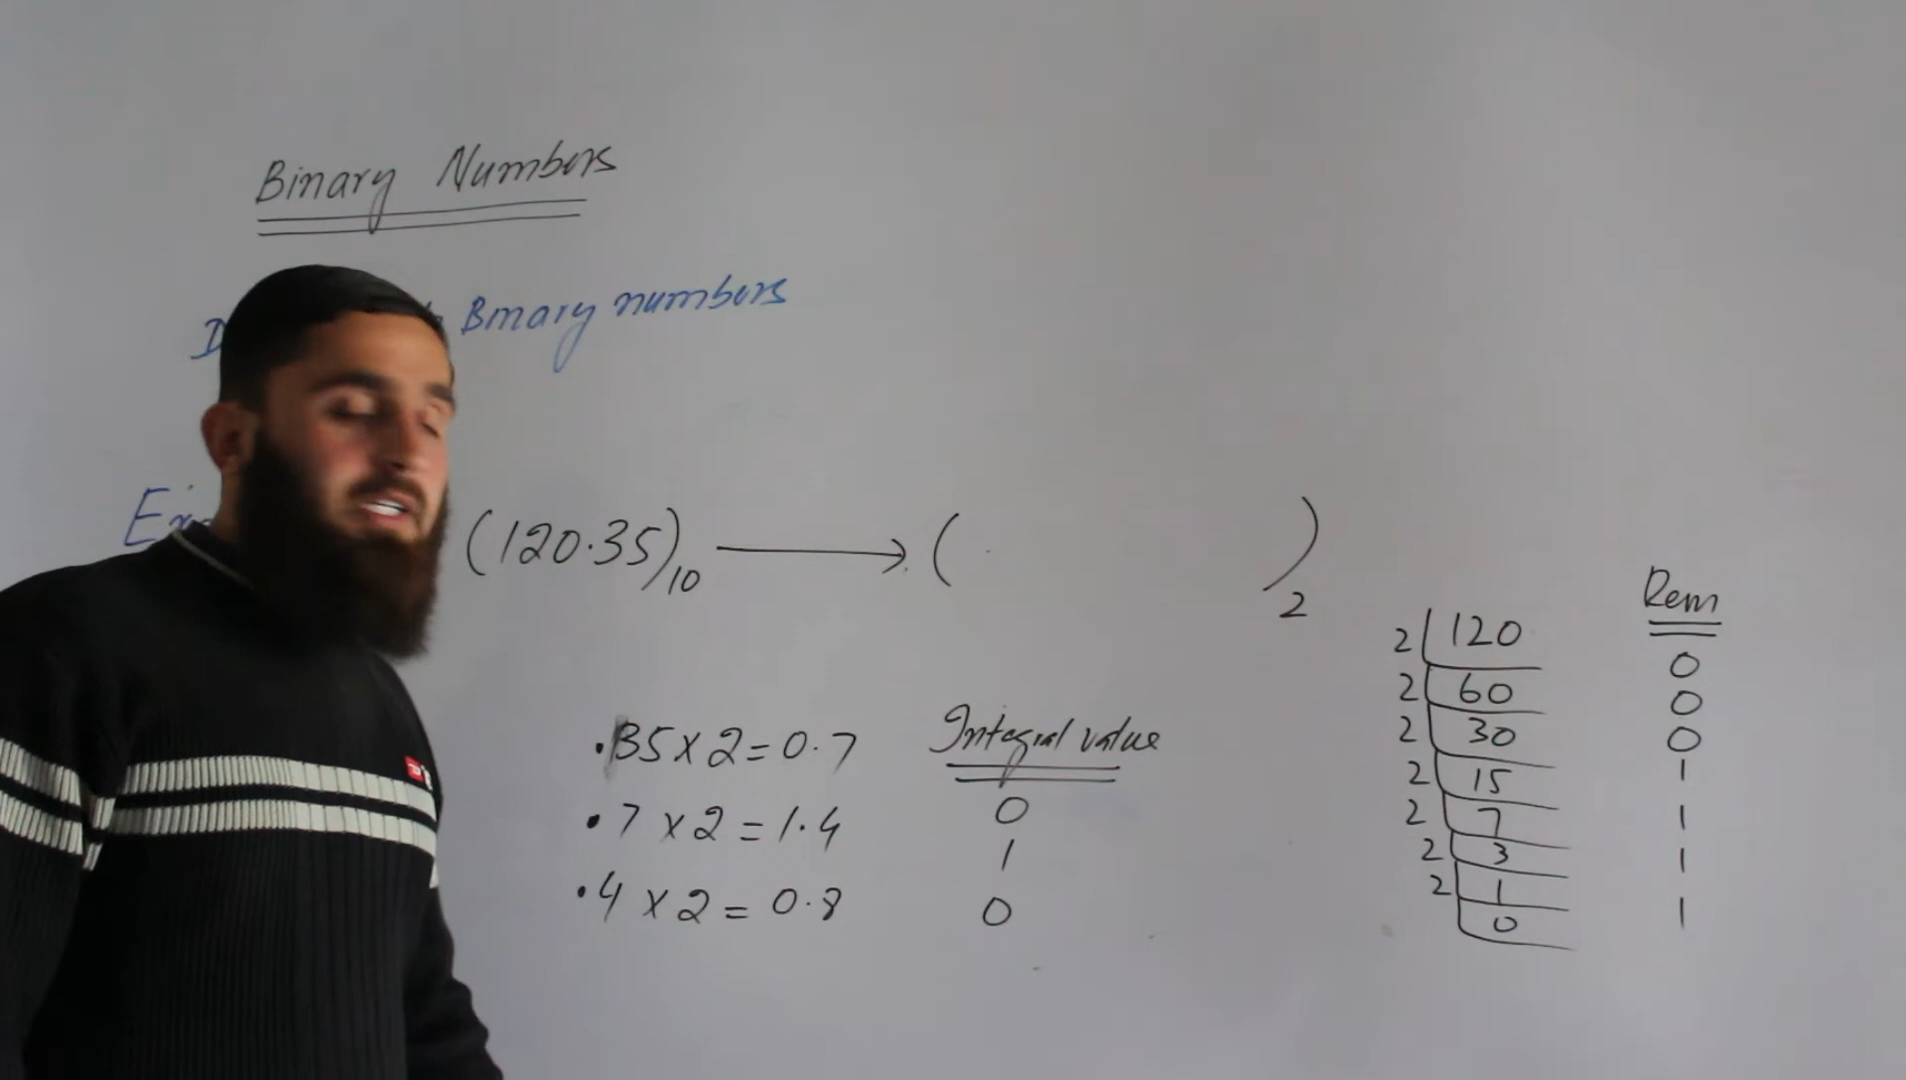 Binary Numbers
D Binary numbers
Ex (120.35)10 → ( )2
.35 x 2 = 0.7
.7 x 2 = 1.4
.4 x 2 = 0.8
Integral value
0
1
0
2 120
2 60
2 30
2 15
2 7
2 3
2 1
0
Rem
0
0
0
1
1
1
1